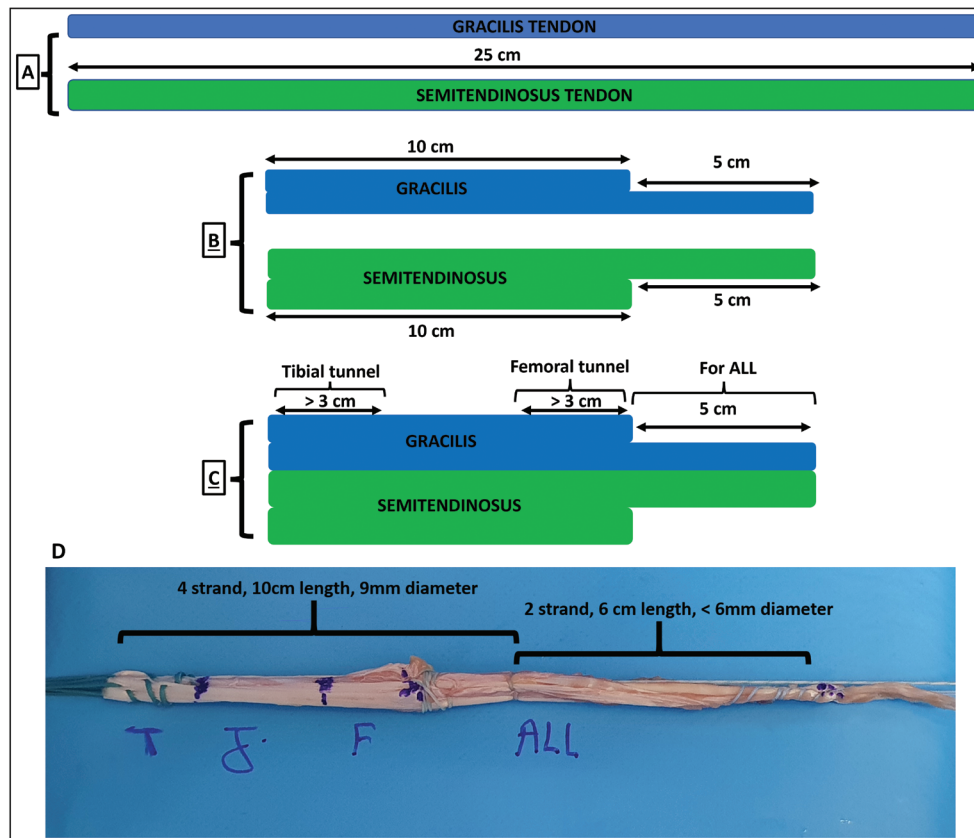 GRACILIS TENDON
25 cm
A
SEMITENDINOSUS TENDON
10 cm
5 cm
GRACILIS
B
SEMITENDINOSUS
5 cm
10 cm
Tibial tunnel
Femoral tunnel
For ALL
> 3 cm
> 3 cm
5 cm
GRACILIS
C
SEMITENDINOSUS
D
4 strand, 10cm length, 9mm diameter
2 strand, 6 cm length, < 6mm diameter
T J. F ALL